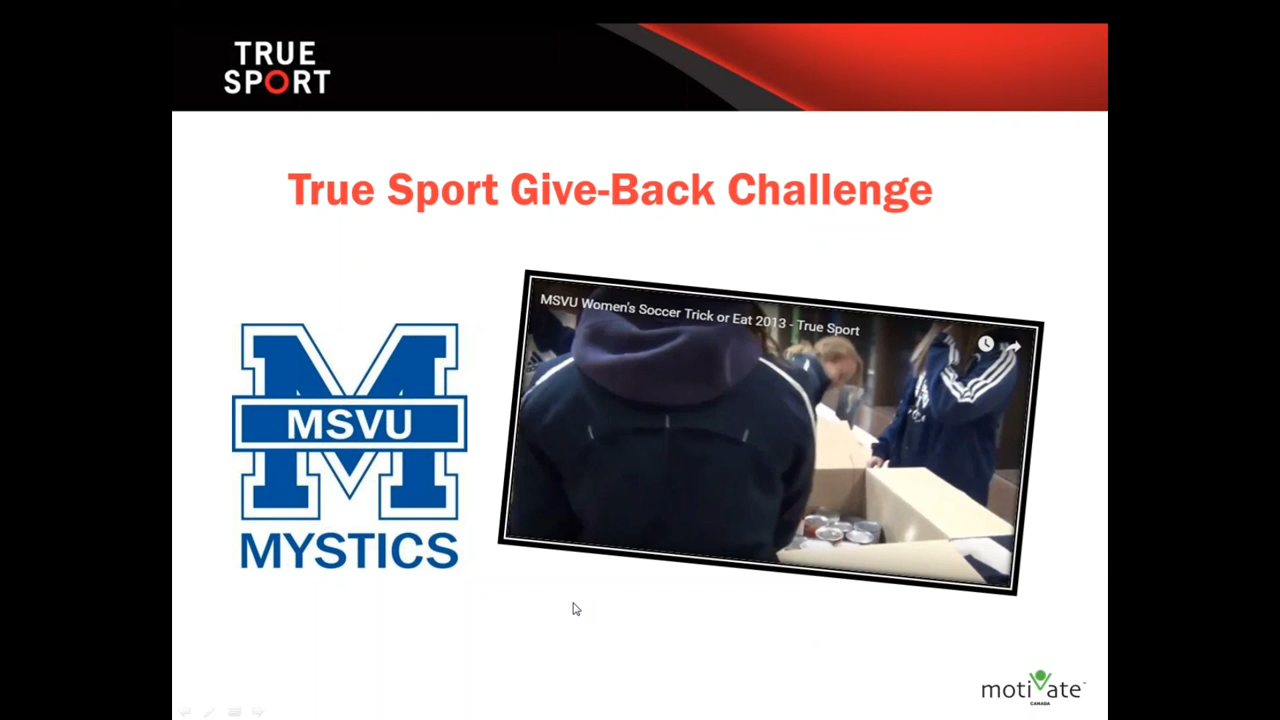 TRUE
SPORT
True Sport Give-Back Challenge
MSVU Women's Soccer Trick or Eat 2013 - True Sport
MSVU
MYSTICS
motivate
CANADA